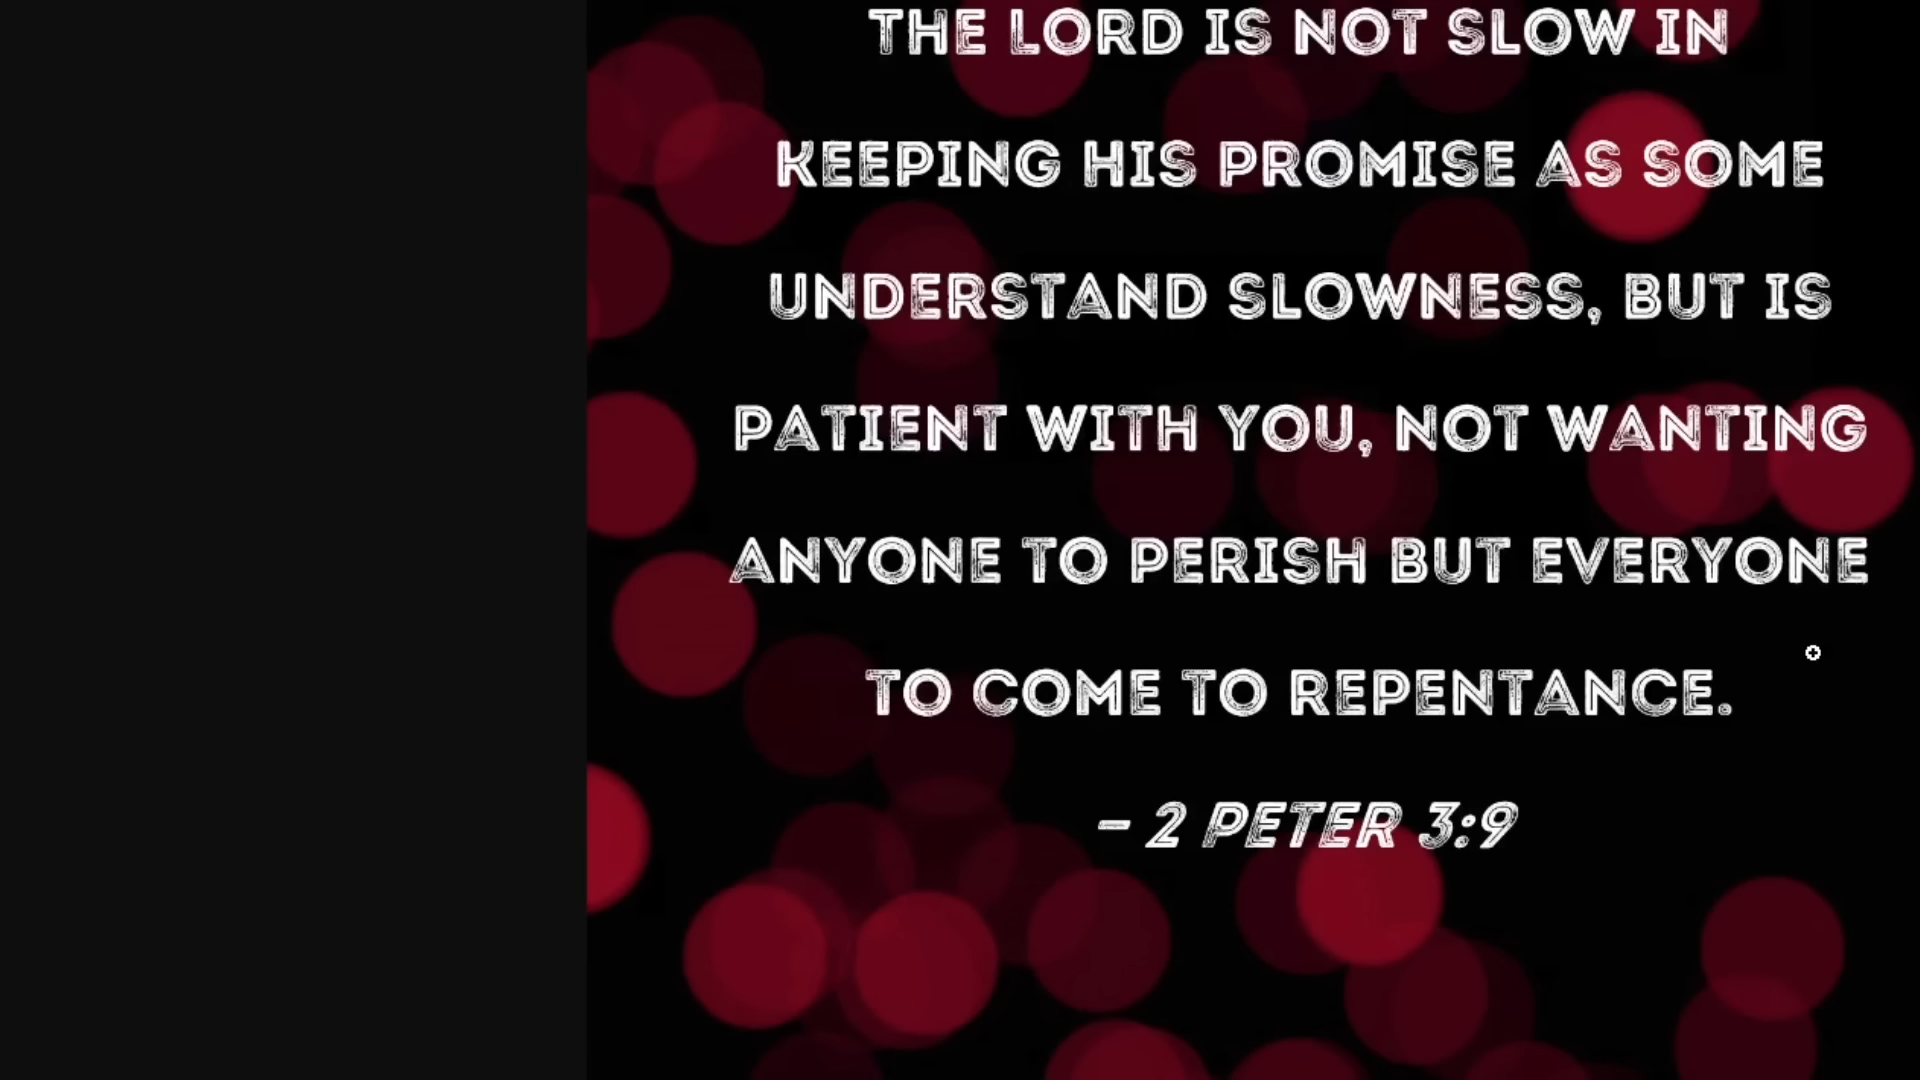 THE LORD IS NOT SLOW IN
KEEPING HIS PROMISE AS SOME
UNDERSTAND SLOWNESS, BUT IS
PATIENT WITH YOU, NOT WANTING
ANYONE TO PERISH BUT EVERYONE
TO COME TO REPENTANCE.
– 2 PETER 3:9